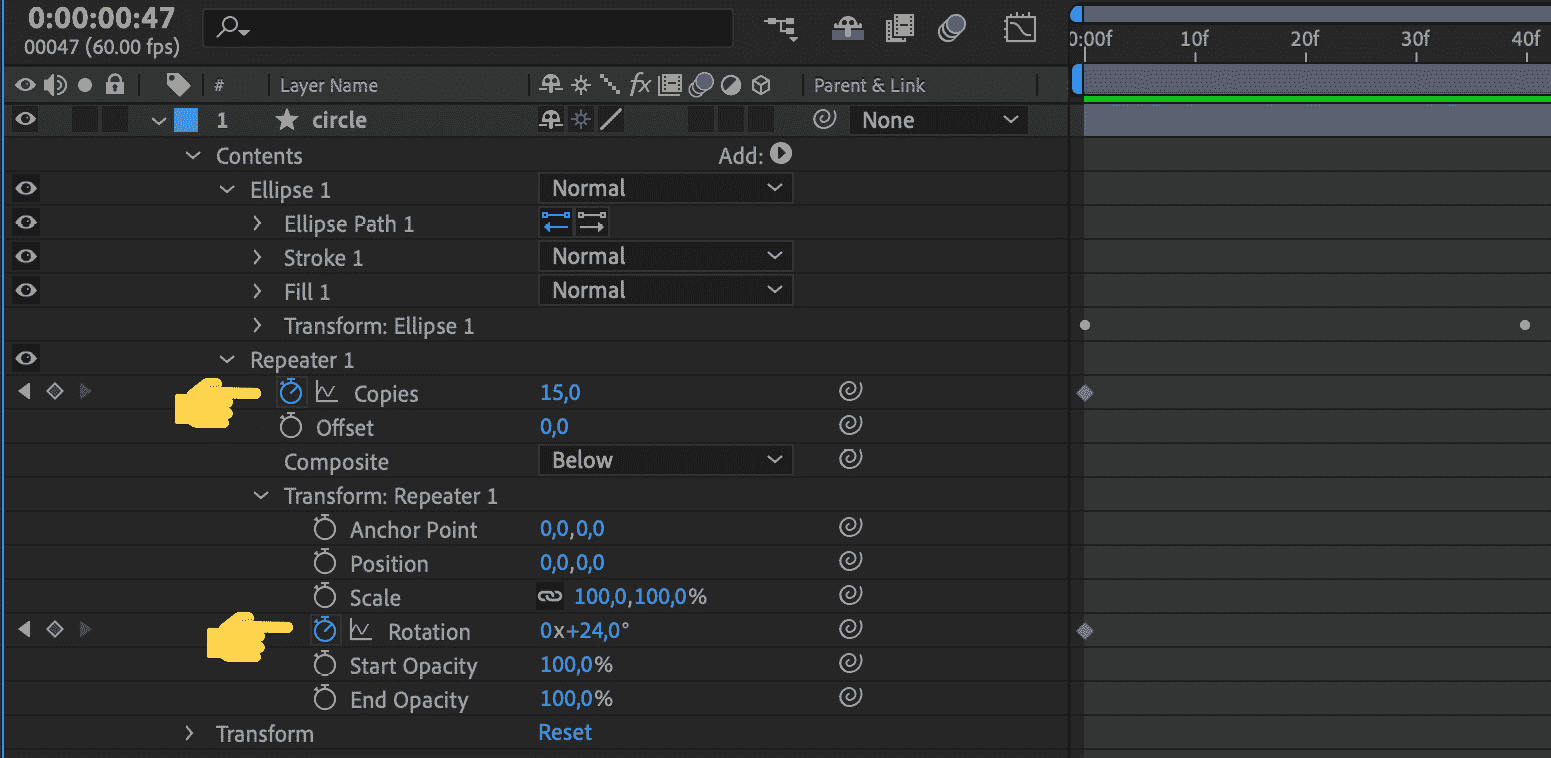 0:00:00:47
00047 (60.00 fps)
0:00f 10f 20f 30f 40f
# Layer Name fx Parent & Link
1 circle None
Contents Add:
Ellipse 1 Normal
Ellipse Path 1
Stroke 1 Normal
Fill 1 Normal
Transform: Ellipse 1
Repeater 1
Copies 15,0
Offset 0,0
Composite Below
Transform: Repeater 1
Anchor Point 0,0,0,0
Position 0,0,0,0
Scale 100,0,100,0%
Rotation 0x+24,0°
Start Opacity 100,0%
End Opacity 100,0%
Transform Reset